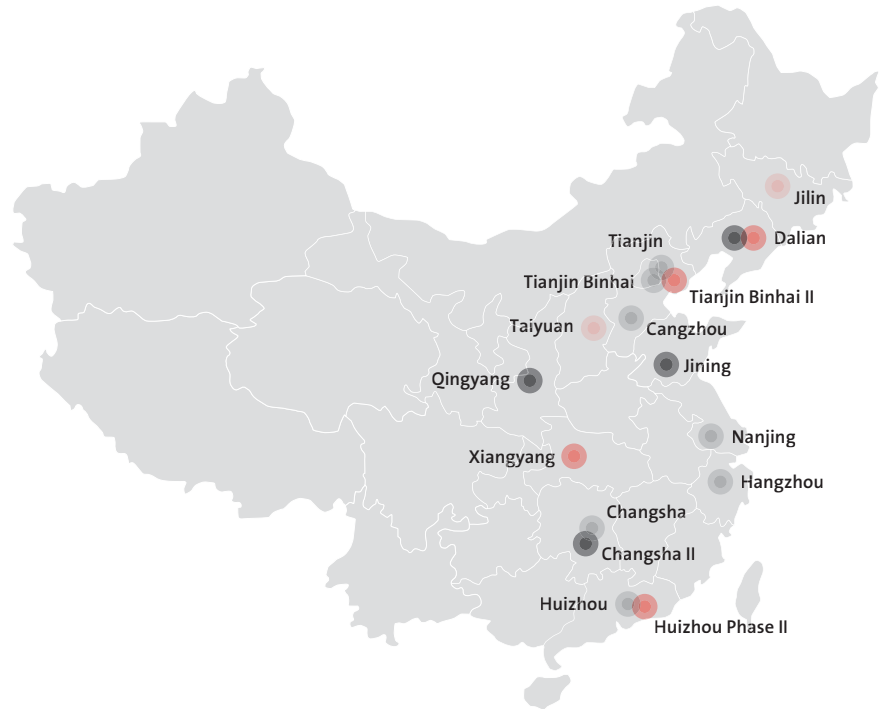 Jilin
Dalian
Tianjin
Tianjin Binhai
Tianjin Binhai II
Taiyuan
Cangzhou
Jining
Qingyang
Nanjing
Xiangyang
Hangzhou
Changsha
Changsha II
Huizhou
Huizhou Phase II